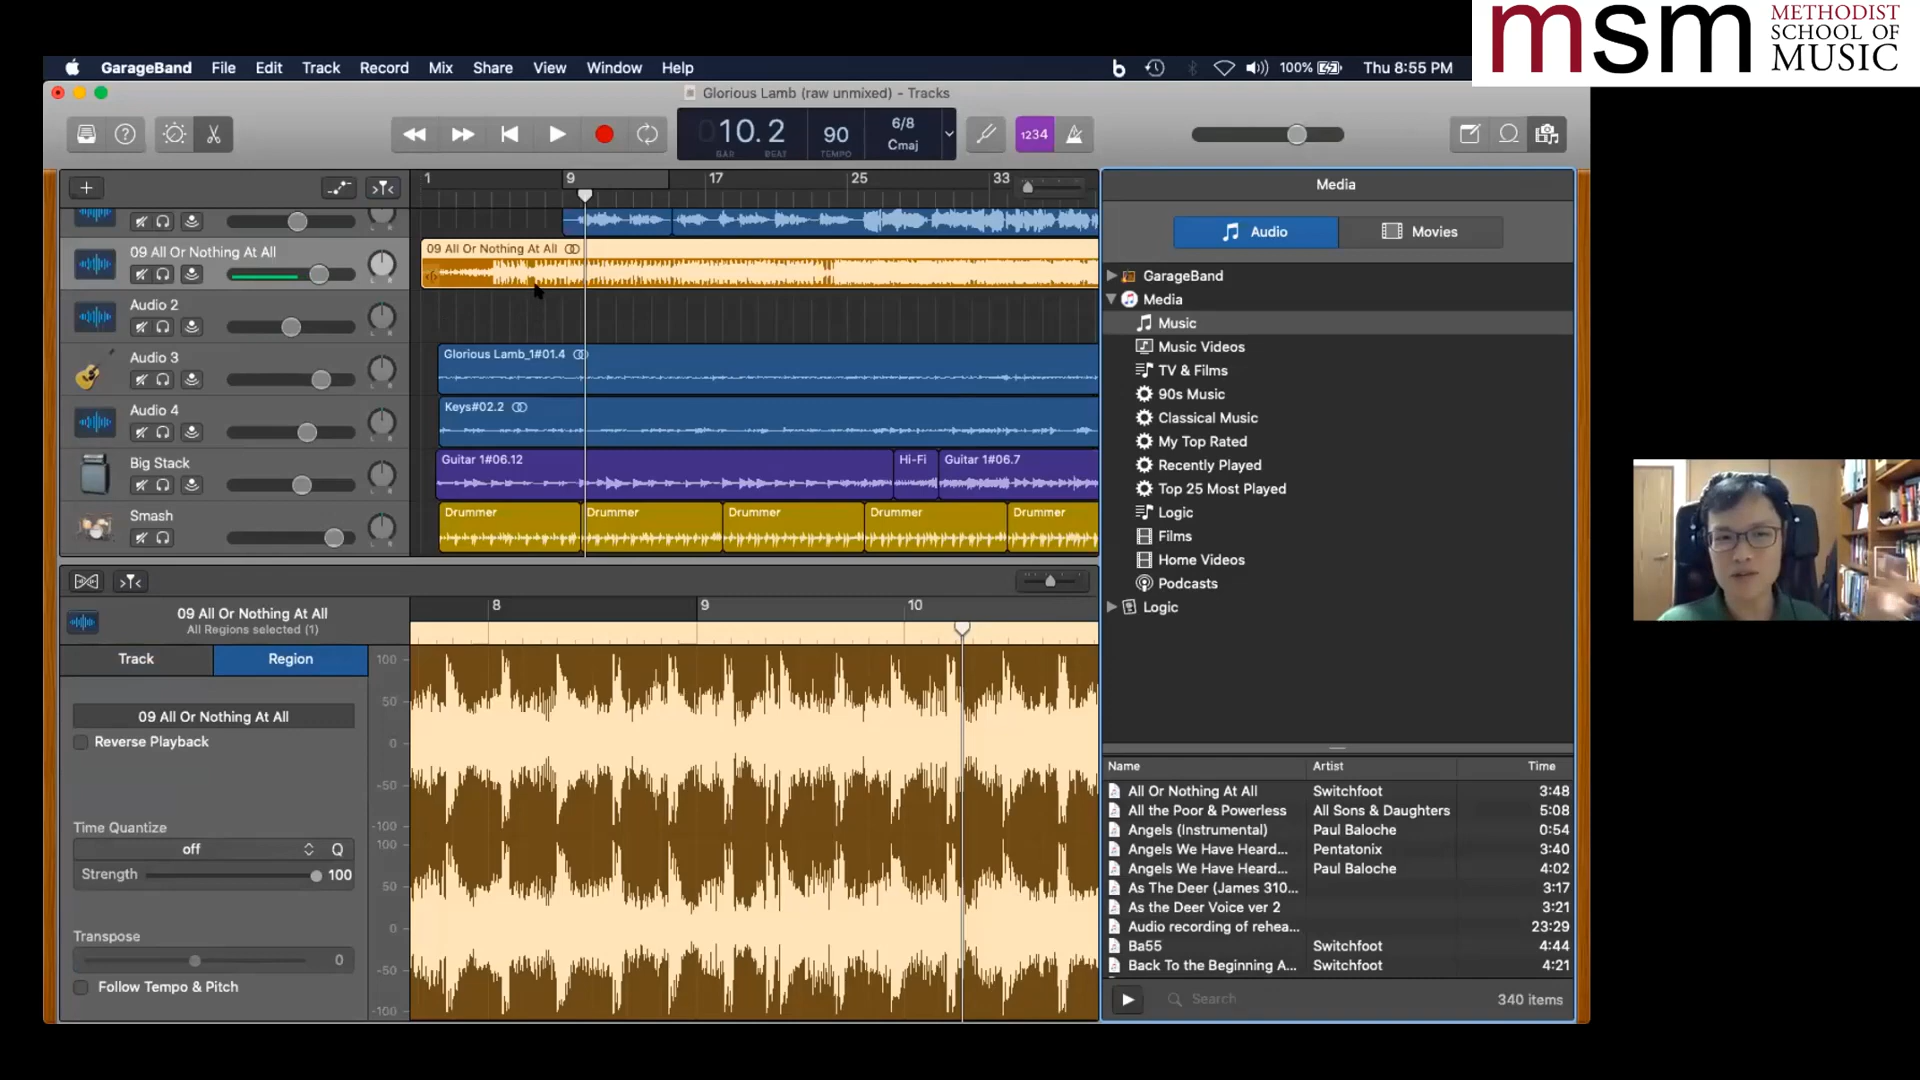 msm METHODIST
SCHOOL OF
MUSIC
GarageBand File Edit Track Record Mix Share View Window Help
100% Thu 8:55 PM
Glorious Lamb (raw unmixed) - Tracks
010.2 90 6/8
Cmaj
BAR BEAT TEMPO
1234
1 9 17 25 33
09 All Or Nothing At All
09 All Or Nothing At All
Audio 2
Audio 3
Glorious Lamb_1#01.4
Audio 4
Keys#02.2
Big Stack
Guitar 1#06.12 Hi-Fi Guitar 1#06.7
Smash
Drummer Drummer Drummer Drummer Drummer
Media
Audio Movies
GarageBand
Media
Music
Music Videos
TV & Films
90s Music
Classical Music
My Top Rated
Recently Played
Top 25 Most Played
Logic
Films
Home Videos
Podcasts
Logic
8 9 10
09 All Or Nothing At All
All Regions selected (1)
Track Region
09 All Or Nothing At All
Reverse Playback
Time Quantize
off Q
Strength 100
Transpose
0
Follow Tempo & Pitch
100
50
0
-50
-100
100
50
0
-50
-100
Name Artist Time
All Or Nothing At All Switchfoot 3:48
All the Poor & Powerless All Sons & Daughters 5:08
Angels (Instrumental) Paul Baloche 0:54
Angels We Have Heard... Pentatonix 3:40
Angels We Have Heard... Paul Baloche 4:02
As The Deer (James 310... 3:17
As the Deer Voice ver 2 3:21
Audio recording of rehea... 23:29
Ba55 Switchfoot 4:44
Back To the Beginning A... Switchfoot 4:21
Search 340 items